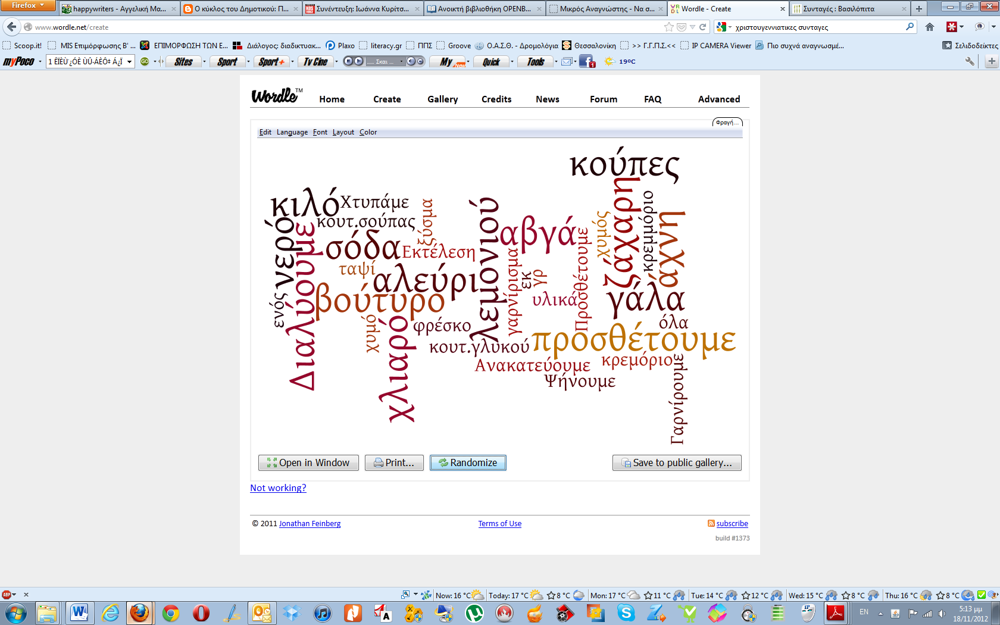 Firefox
happywriters - Αγγελική Μα...
Ο κύκλος του Δημοτικού: Π...
Συνέντευξη: Ιωάννα Κυρίτσ...
Ανοικτή βιβλιοθήκη OPENB...
Μικρός Αναγνώστης - Να σ...
Wordle - Create
Συνταγές : Βασιλόπιτα
www.wordle.net/create
χριστουγεννιατικες συνταγες
Scoop.it!
MIS Επιμόρφωσης Β' ...
ΕΠΙΜΟΡΦΩΣΗ ΤΩΝ Ε...
Διάλογος: διαδικτυακ...
Plaxo
literacy.gr
ΠΠΣ
Groove
Ο.Α.Σ.Θ. - Δρομολόγια
Θεσσαλονίκη
>> Γ.Γ.Π.Σ.<<
IP CAMERA Viewer
Πιο συχνά αναγνωσμέ...
Σελιδοδείκτες
myPoco
GO
Sites
Sport
Sport+
Tv Cine
..... Σκαι ...
My
New
Quick
Tools
1
19°C
Wordle™
Home
Create
Gallery
Credits
News
Forum
FAQ
Advanced
Φραγή...
Edit Language Font Layout Color
κούπες
κιλό
Χτυπάμε
κουτ.σούπας
ξύσμα
νερό
Διαλύουμε
σόδα
Εκτέλεση
λεμονιού
αβγά
ζάχαρη
κρεμμόριο
άχνη
χυμός
Προσθέτουμε
ταψί
αλεύρι
γαρνίρισμα
εκ
γρ
υλικά
γάλα
βούτυρο
ενός
όλα
χυμό
χλιαρό
φρέσκο
κουτ.γλυκού
προσθέτουμε
Ανακατεύουμε
κρεμόριο
Ψήνουμε
Γαρνίρουμε
Open in Window
Print...
Randomize
Save to public gallery...
Not working?
© 2011 Jonathan Feinberg
Terms of Use
subscribe
build #1373
ABP
Now: 16 °C
Today: 17 °C
8 °C
Mon: 17 °C
11 °C
Tue: 14 °C
12 °C
Wed: 15 °C
8 °C
Thu: 16 °C
8 °C
EN
5:13 μμ
18/11/2012